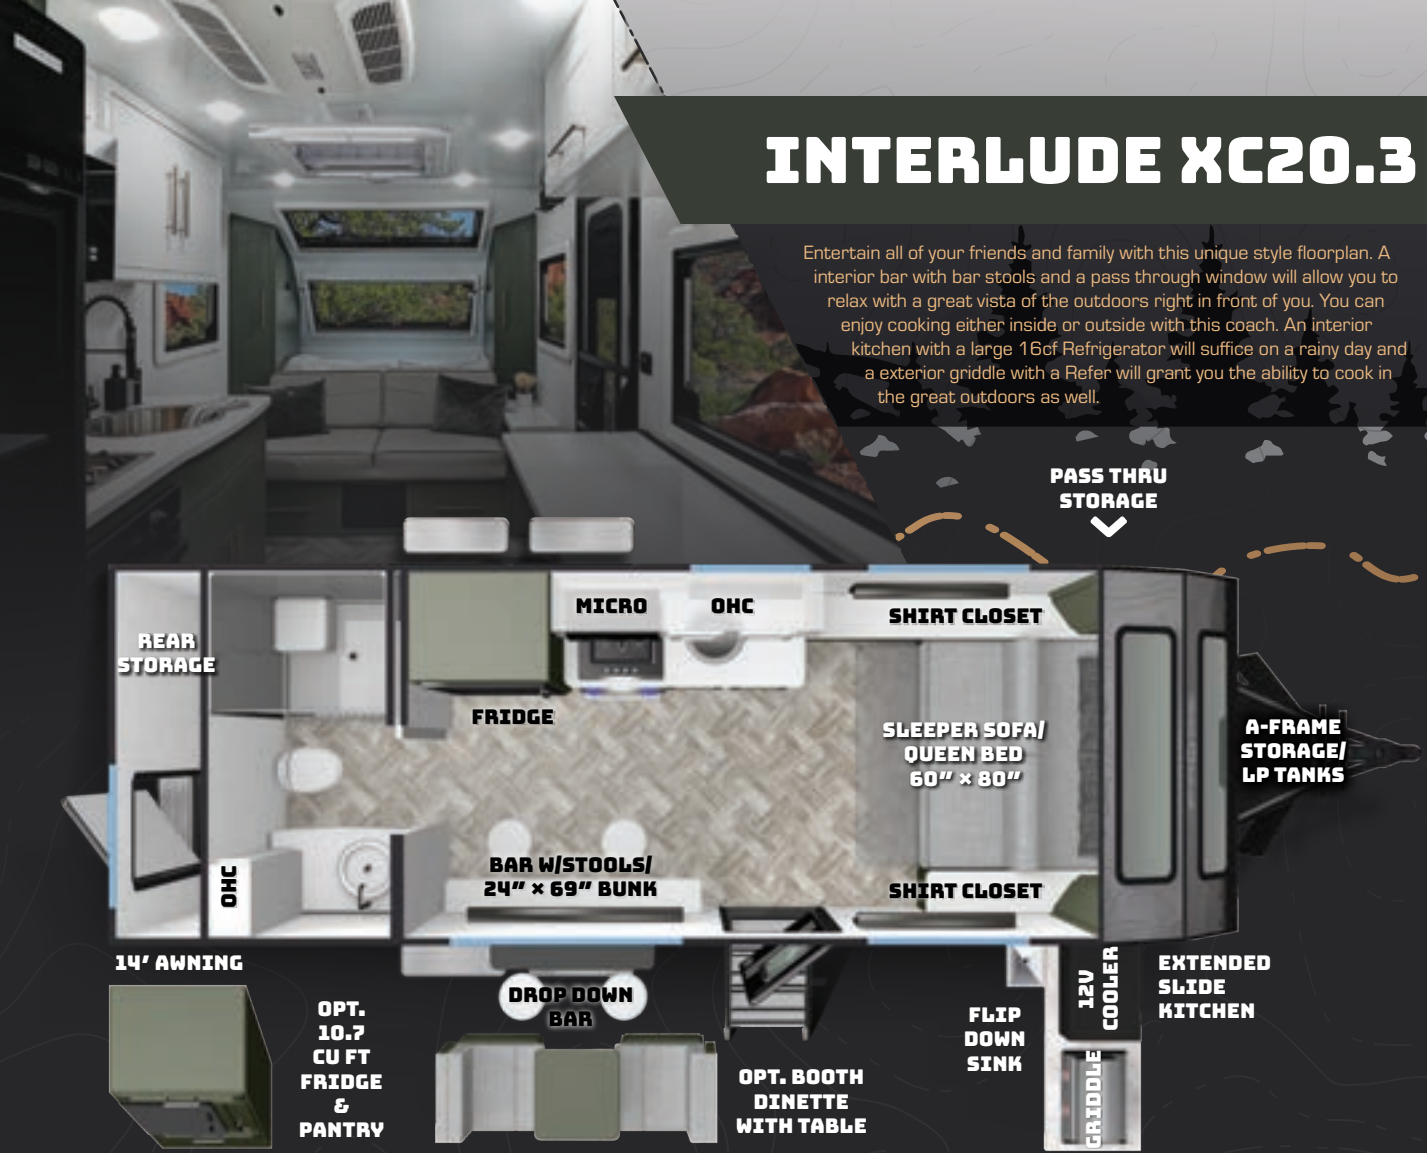 INTERLUDE XC20.3
Entertain all of your friends and family with this unique style floorplan. A
interior bar with bar stools and a pass through window will allow you to
relax with a great vista of the outdoors right in front of you. You can
enjoy cooking either inside or outside with this coach. An interior
kitchen with a large 16cf Refrigerator will suffice on a rainy day and
a exterior griddle with a Refer will grant you the ability to cook in
the great outdoors as well.
PASS THRU
STORAGE
REAR
STORAGE
MICRO
OHC
SHIRT CLOSET
FRIDGE
SLEEPER SOFA/
QUEEN BED
60" × 80"
A-FRAME
STORAGE/
LP TANKS
OHC
BAR W/STOOLS/
24" × 69" BUNK
SHIRT CLOSET
14' AWNING
OPT.
10.7
CU FT
FRIDGE
&
PANTRY
DROP DOWN
BAR
OPT. BOOTH
DINETTE
WITH TABLE
FLIP
DOWN
SINK
12V
COOLER
GRIDDLE
EXTENDED
SLIDE
KITCHEN